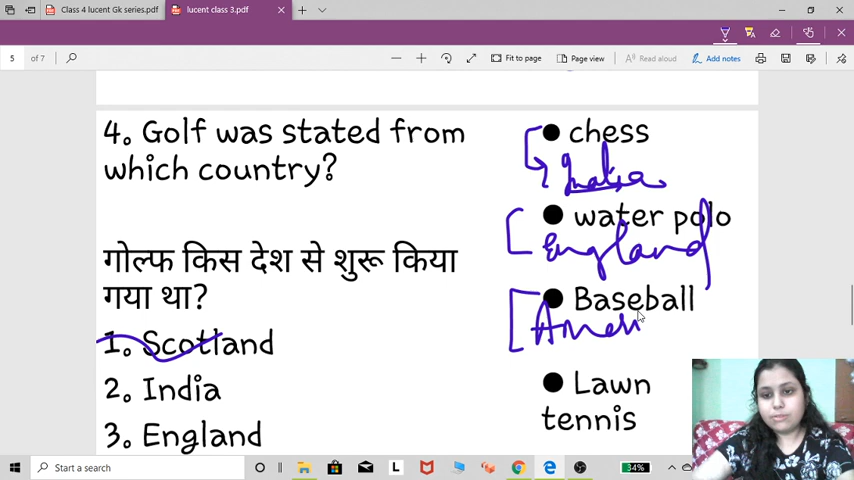 Class 4 lucent Gk series.pdf
lucent class 3.pdf
5 of 7
Fit to page
Page view
Read aloud
Add notes
4. Golf was stated from
which country?
गोल्फ किस देश से शुरू किया
गया था?
1. Scotland
2. India
3. England
● chess
India
● water polo
England
● Baseball
Ameri
● Lawn
tennis
Start a search
34%